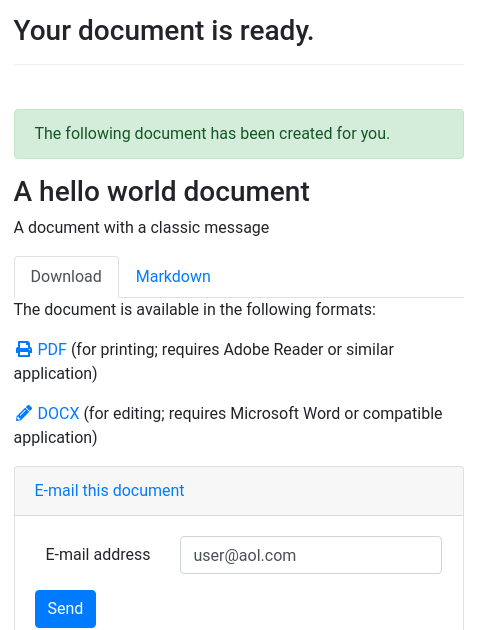 Your document is ready.
The following document has been created for you.
A hello world document
A document with a classic message
Download Markdown
The document is available in the following formats:
PDF (for printing; requires Adobe Reader or similar
application)
DOCX (for editing; requires Microsoft Word or compatible
application)
E-mail this document
E-mail address user@aol.com
Send